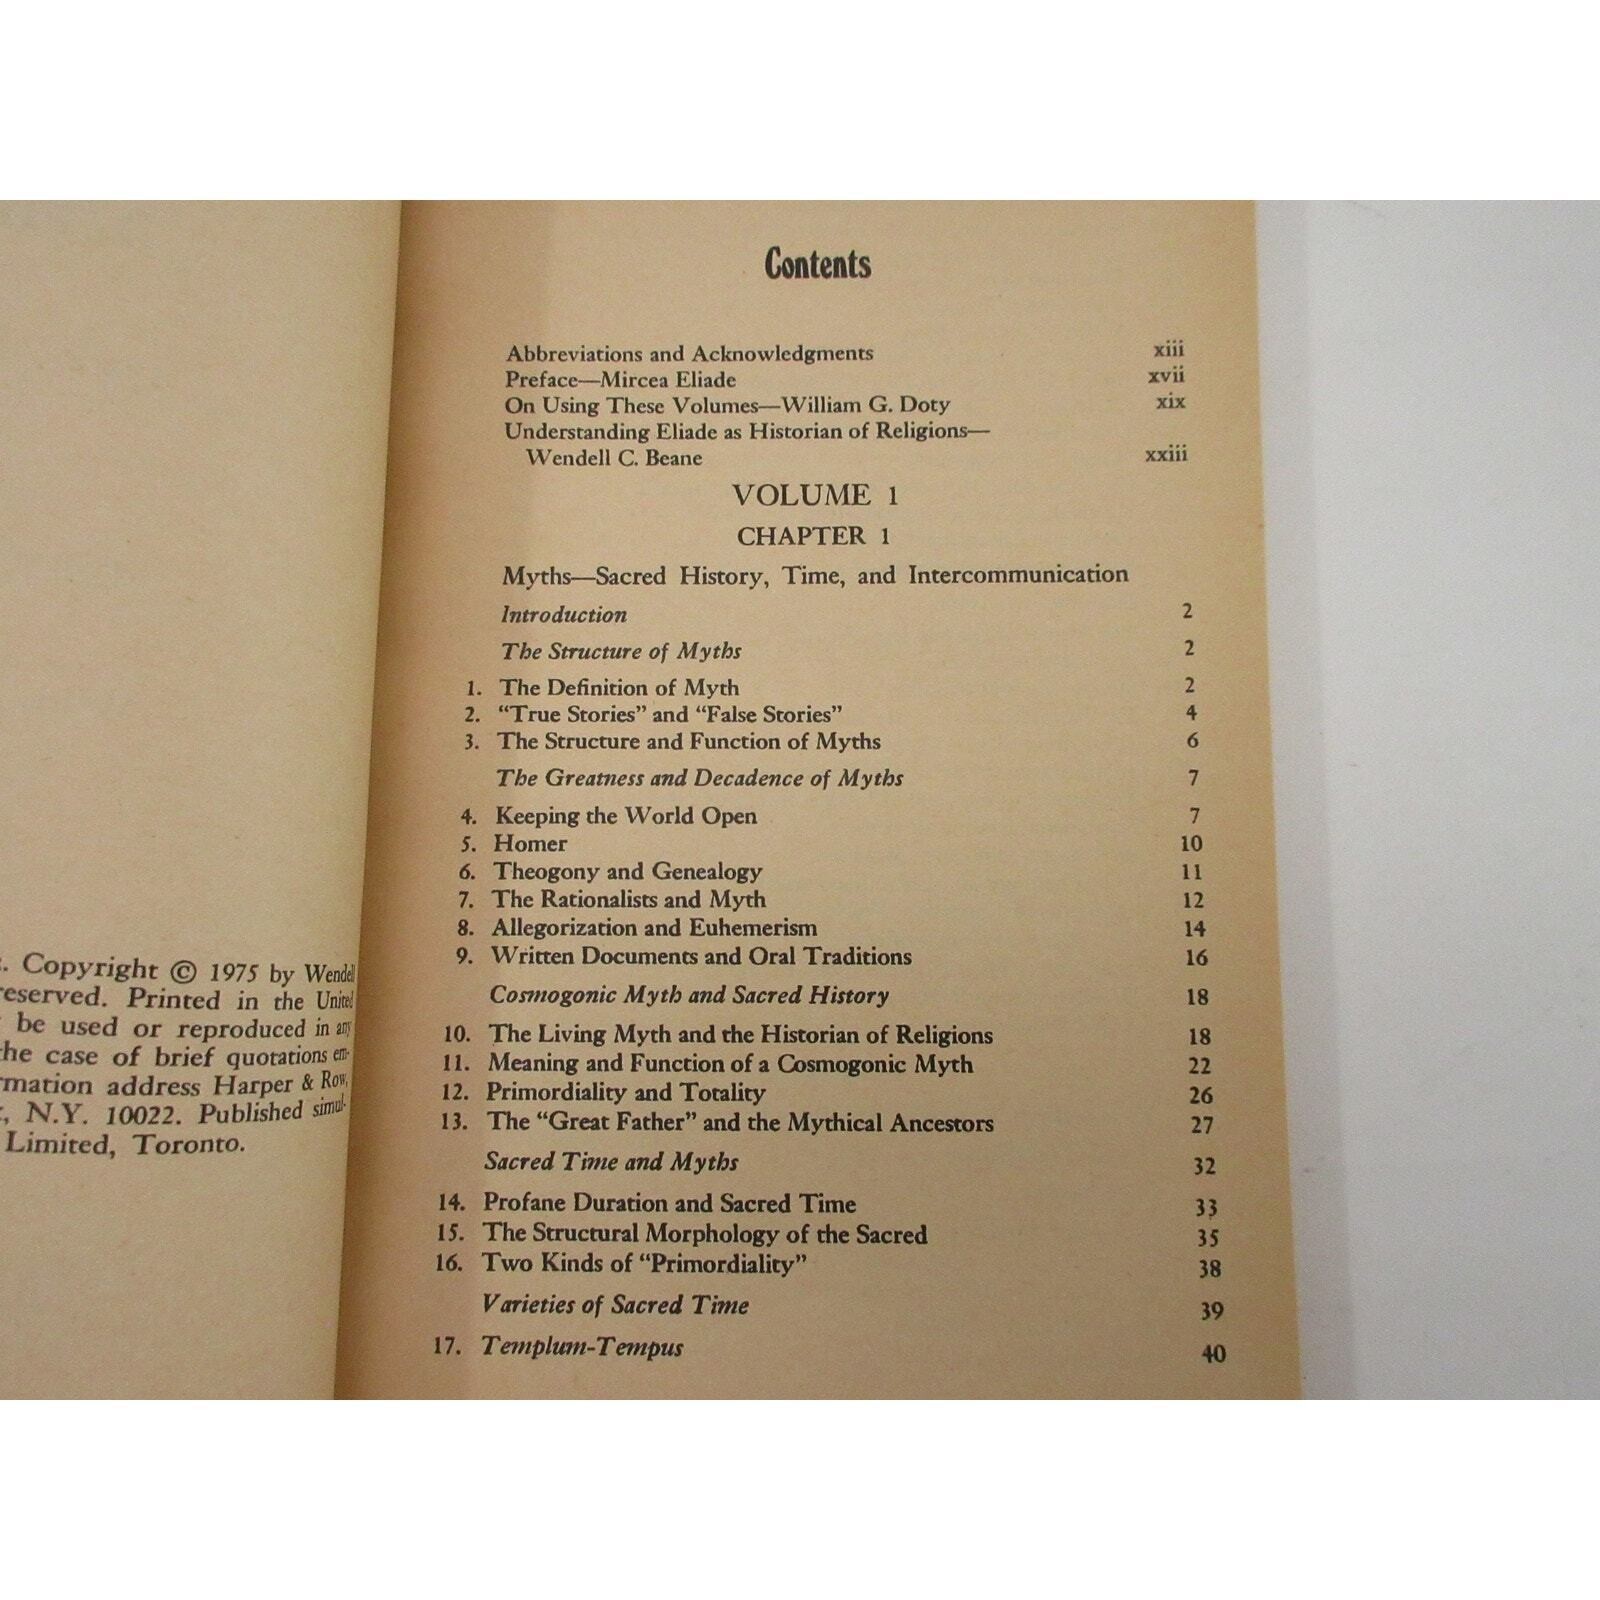 . Copyright © 1975 by Wendell
eserved. Printed in the United
be used or reproduced in any
he case of brief quotations em-
rmation address Harper & Row,
, N.Y. 10022. Published simul-
Limited, Toronto.
Contents
Abbreviations and Acknowledgments xiii
Preface—Mircea Eliade xvii
On Using These Volumes—William G. Doty xix
Understanding Eliade as Historian of Religions—
Wendell C. Beane xxiii
VOLUME 1
CHAPTER 1
Myths—Sacred History, Time, and Intercommunication
Introduction 2
The Structure of Myths 2
1. The Definition of Myth 2
2. “True Stories” and “False Stories” 4
3. The Structure and Function of Myths 6
The Greatness and Decadence of Myths 7
4. Keeping the World Open 7
5. Homer 10
6. Theogony and Genealogy 11
7. The Rationalists and Myth 12
8. Allegorization and Euhemerism 14
9. Written Documents and Oral Traditions 16
Cosmogonic Myth and Sacred History 18
10. The Living Myth and the Historian of Religions 18
11. Meaning and Function of a Cosmogonic Myth 22
12. Primordiality and Totality 26
13. The “Great Father” and the Mythical Ancestors 27
Sacred Time and Myths 32
14. Profane Duration and Sacred Time 33
15. The Structural Morphology of the Sacred 35
16. Two Kinds of “Primordiality” 38
Varieties of Sacred Time 39
17. Templum-Tempus 40